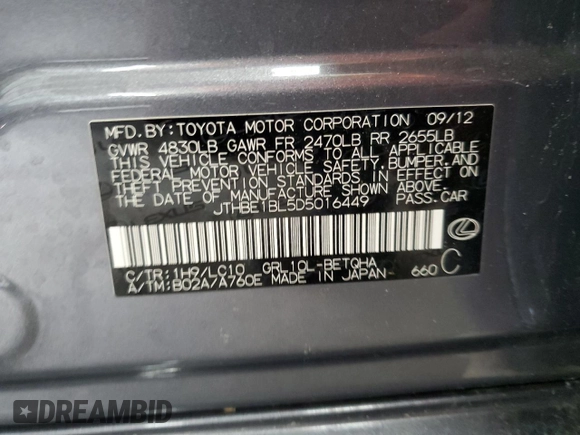 MFD.BY:TOYOTA MOTOR CORPORATION 09/12
GVWR 4830LB GAWR FR 2470LB RR 2655LB
THIS VEHICLE CONFORMS TO ALL APPLICABLE
FEDERAL MOTOR VEHICLE SAFETY,BUMPER,AND
THEFT PREVENTION STANDARDS IN EFFECT ON
THE DATE OF MANUFACTURE SHOWN ABOVE.
JTHBE1BL5D5016449 PASS.CAR
C/TR:1H9/LC10 GRL10L-BETQHA
A/TM:B02A/A760E MADE IN JAPAN 660 C
DREAMBID